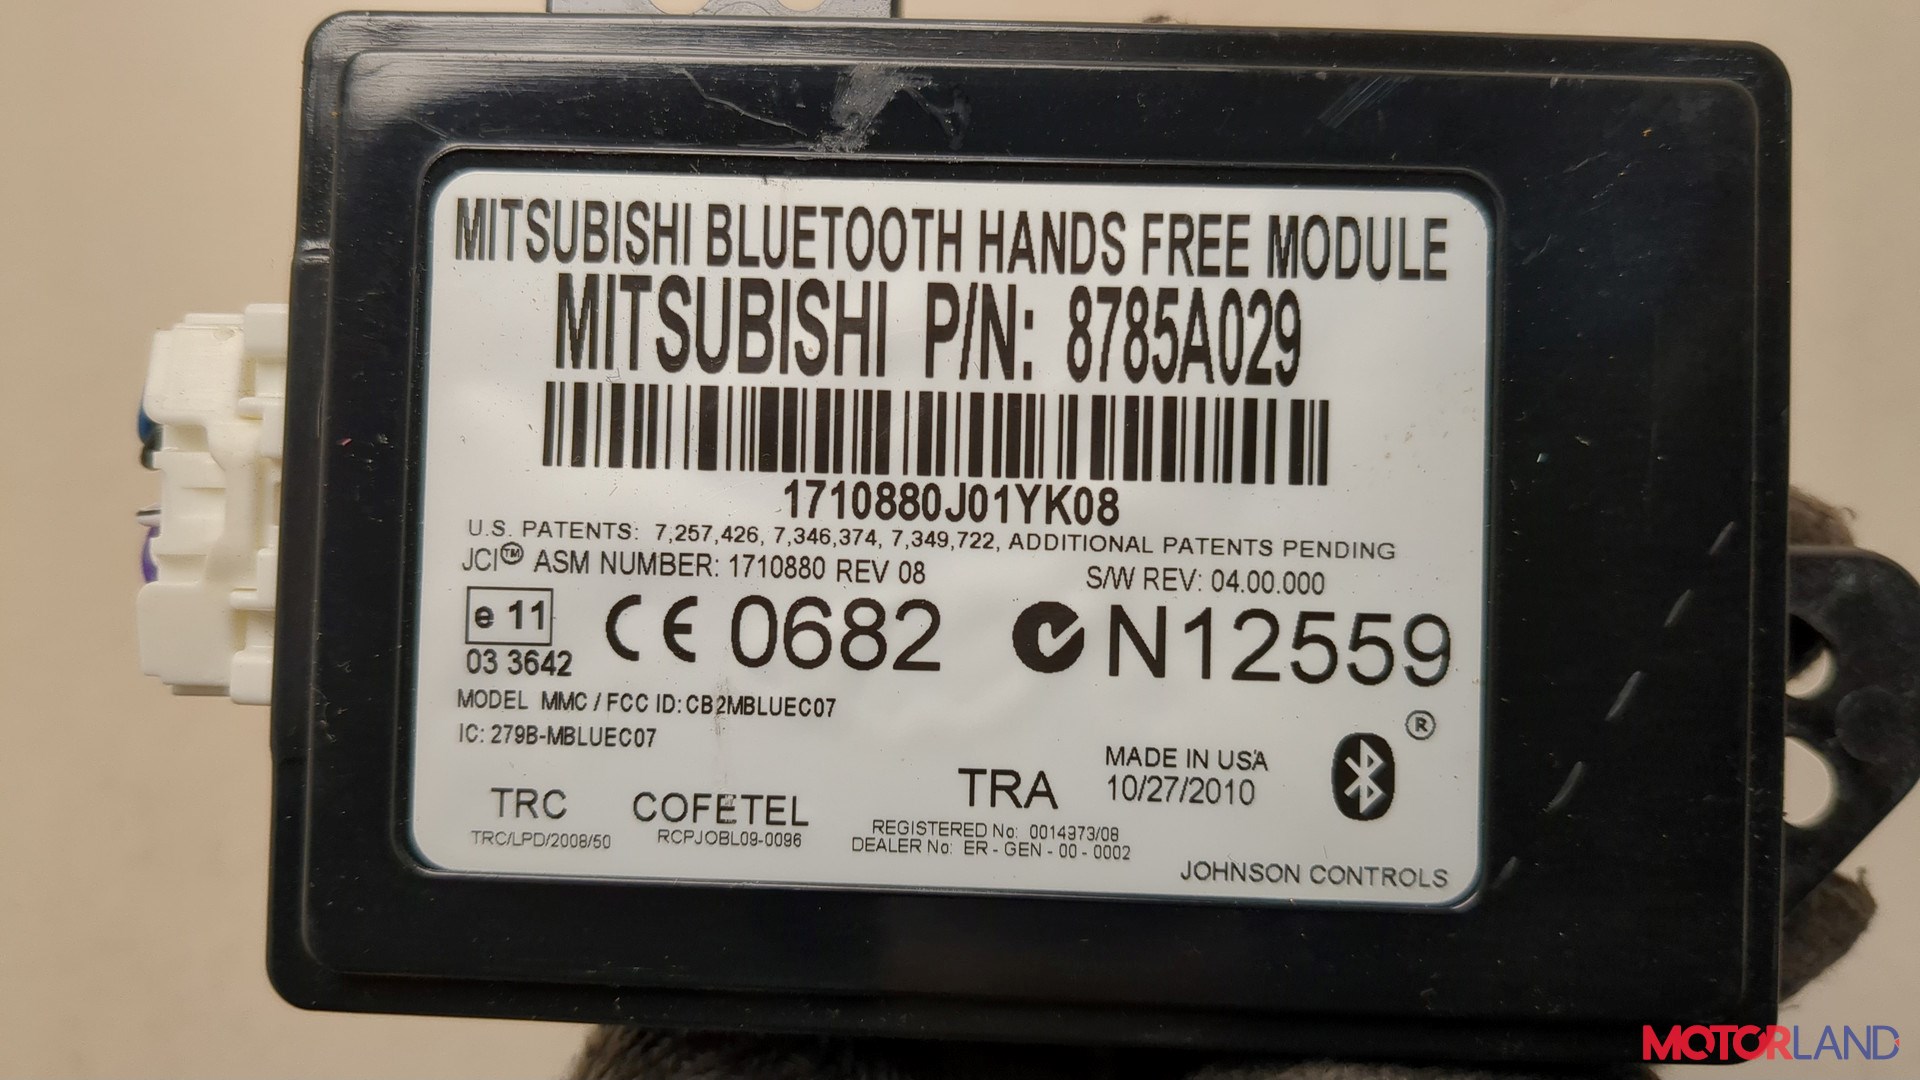 MITSUBISHI BLUETOOTH HANDS FREE MODULE
MITSUBISHI P/N: 8785A029
1710880J01YK08
U.S. PATENTS: 7,257,426, 7,346,374, 7,349,722, ADDITIONAL PATENTS PENDING
JCI™ ASM NUMBER: 1710880 REV 08 S/W REV: 04.00.000
e 11
03 3642
CE 0682 N12559
MODEL MMC / FCC ID: CB2MBLUEC07
IC: 279B-MBLUEC07
®
MADE IN USA
10/27/2010
TRC COFETEL TRA
TRC/LPD/2008/50 RCPJOBL09-0096
REGISTERED No: 0014973/08
DEALER No: ER - GEN - 00 - 0002
JOHNSON CONTROLS
MOTORLAND